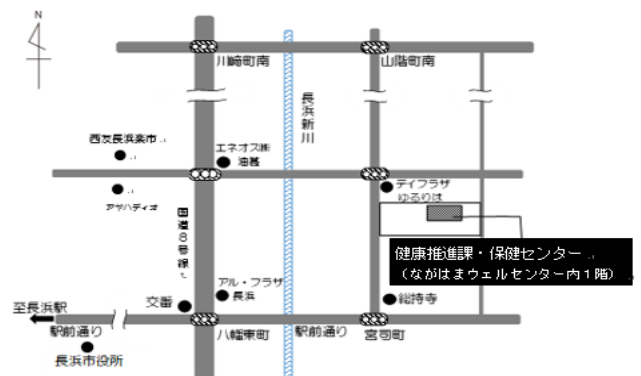 N
川崎町南
山階町南
長浜新川
西友長浜楽市
エネオス㈱
油甚
アサハディオ
デイプラザ
ゆるりは
国道8号線
健康推進課・保健センター
（ながはまウェルセンター内1階）
アル・プラザ
長浜
交番
総持寺
至長浜駅
駅前通り
八幡東町
駅前通り
宮司町
長浜市役所